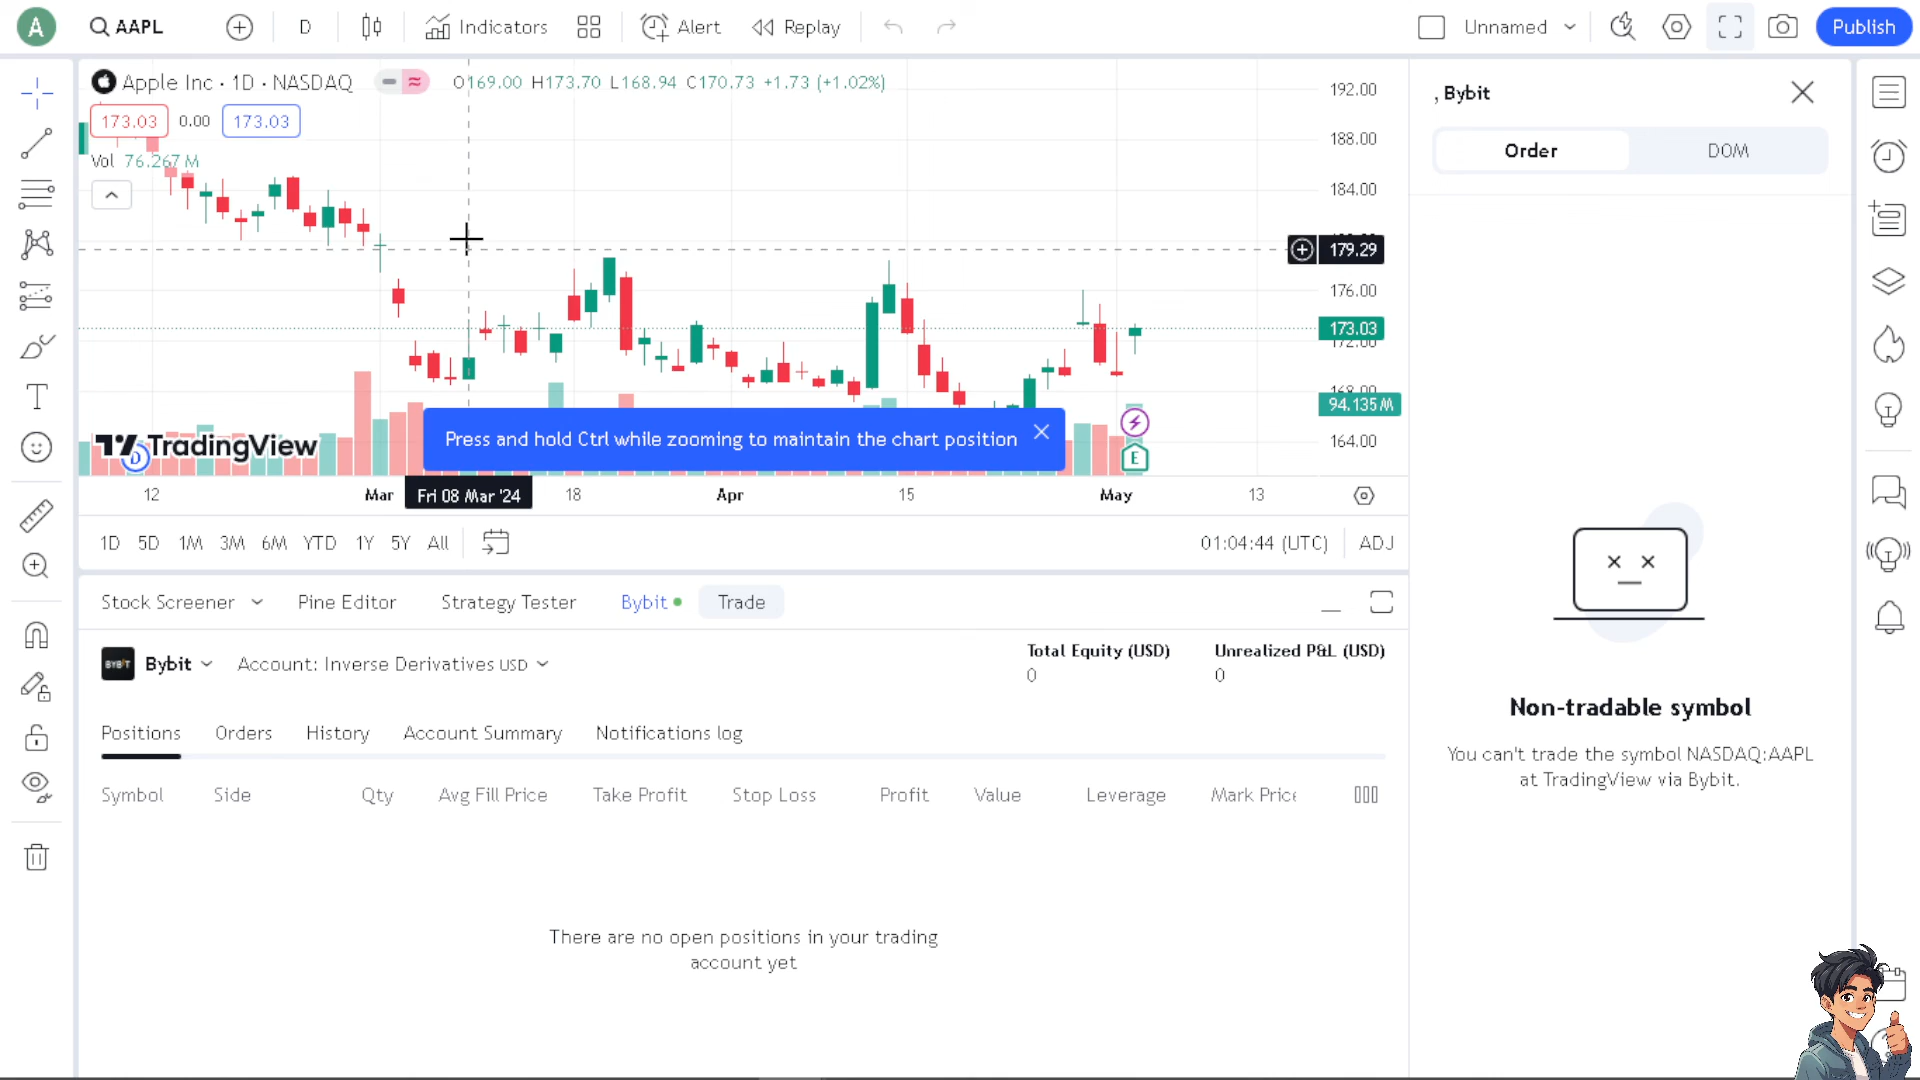 A
AAPL
D
Indicators
Alert
Replay
Unnamed
Publish
Apple Inc · 1D · NASDAQ
O169.00 H173.70 L168.94 C170.73 +1.73 (+1.02%)
173.03 0.00 173.03
Vol 76.267 M
192.00
188.00
184.00
179.29
176.00
173.03
172.00
168.00
94.135 M
164.00
TradingView
D
Press and hold Ctrl while zooming to maintain the chart position
E
12 Mar Fri 08 Mar '24 18 Apr 15 May 13
1D 5D 1M 3M 6M YTD 1Y 5Y All
01:04:44 (UTC) ADJ
Stock Screener Pine Editor Strategy Tester Bybit Trade
BYBIT Bybit Account: Inverse Derivatives USD
Total Equity (USD)
0
Unrealized P&L (USD)
0
Positions Orders History Account Summary Notifications log
Symbol Side Qty Avg Fill Price Take Profit Stop Loss Profit Value Leverage Mark Price
There are no open positions in your trading
account yet
, Bybit
Order DOM
Non-tradable symbol
You can't trade the symbol NASDAQ:AAPL
at TradingView via Bybit.